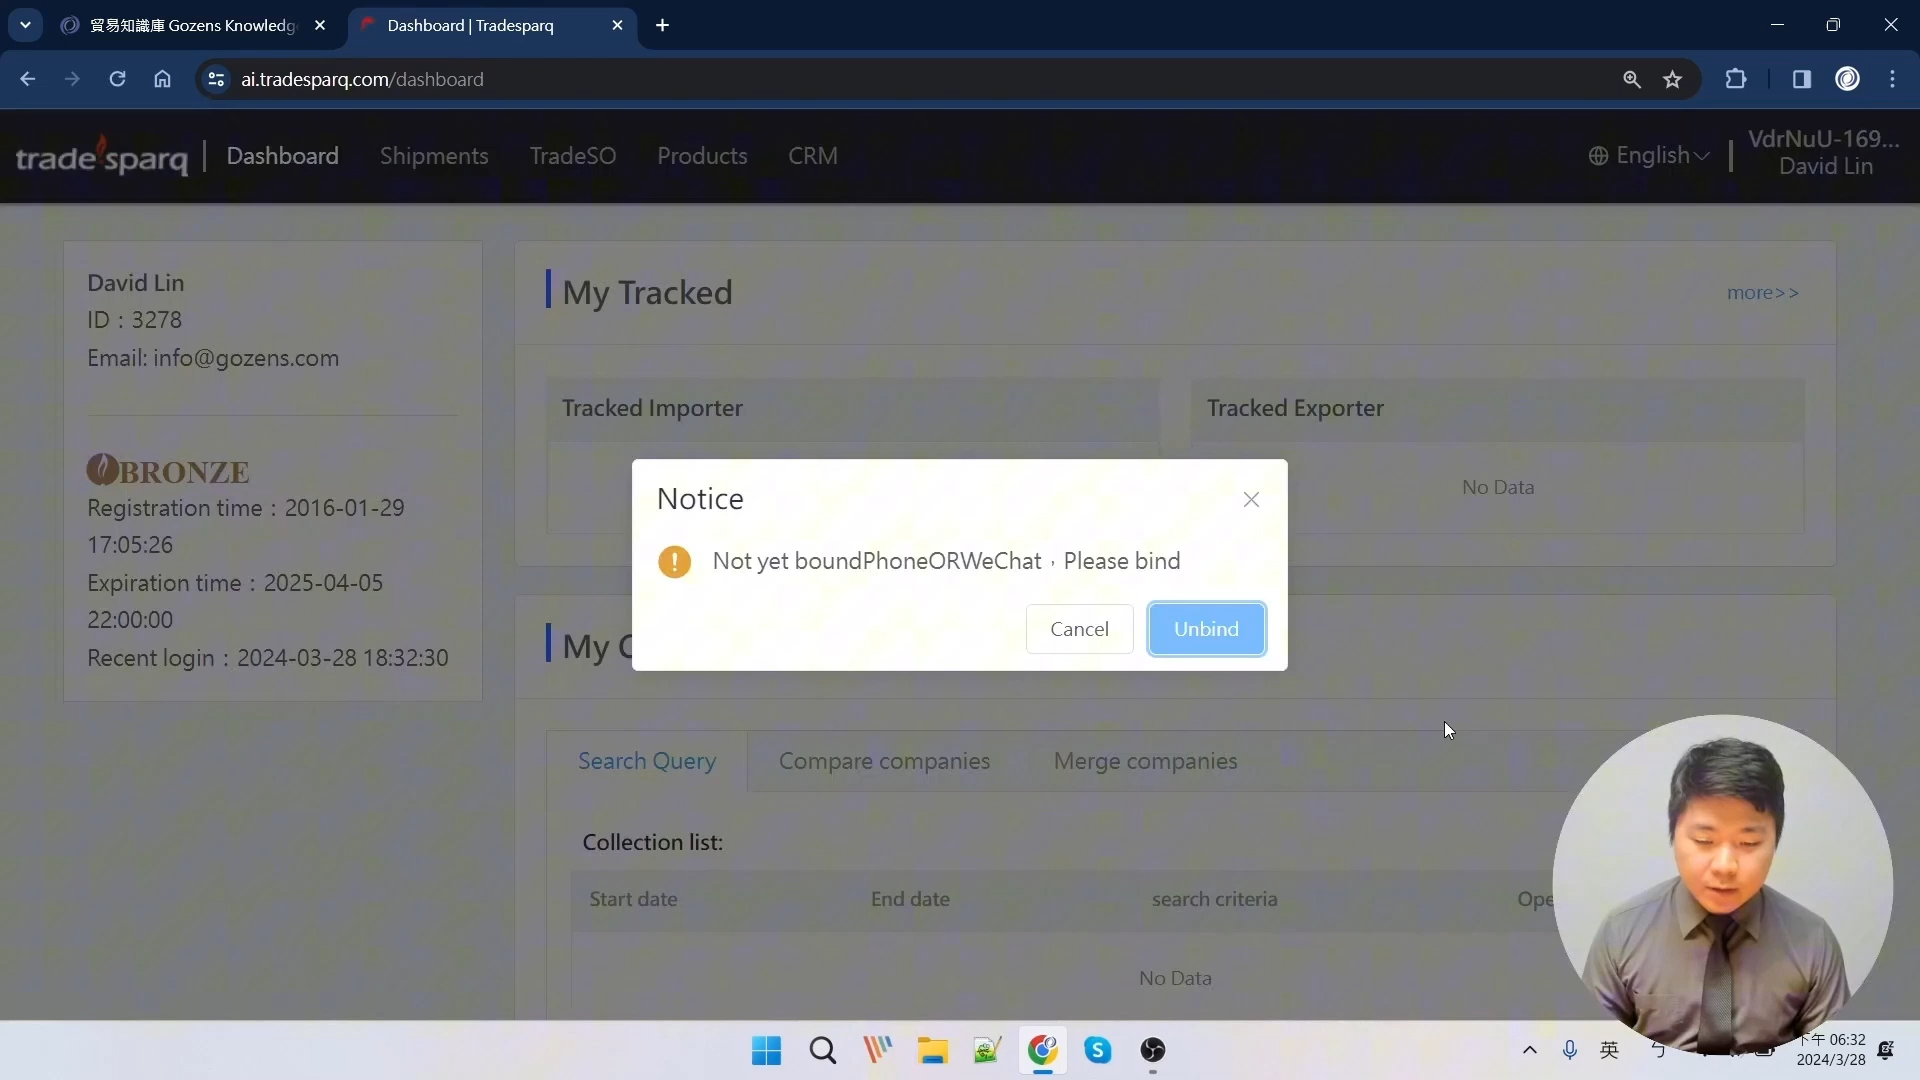 貿易知識庫 Gozens Knowledg
Dashboard | Tradesparq
ai.tradesparq.com/dashboard
trade sparq
Dashboard
Shipments
TradeSO
Products
CRM
English
VdrNuU-169...
David Lin
David Lin
ID：3278
Email: info@gozens.com
BRONZE
Registration time：2016-01-29
17:05:26
Expiration time：2025-04-05
22:00:00
Recent login：2024-03-28 18:32:30
My Tracked
more>>
Tracked Importer
Tracked Exporter
No Data
Notice
Not yet boundPhoneORWeChat，Please bind
Cancel
Unbind
My C
Search Query
Compare companies
Merge companies
Collection list:
Start date
End date
search criteria
Ope
No Data
英
ㄅ
下午 06:32
2024/3/28